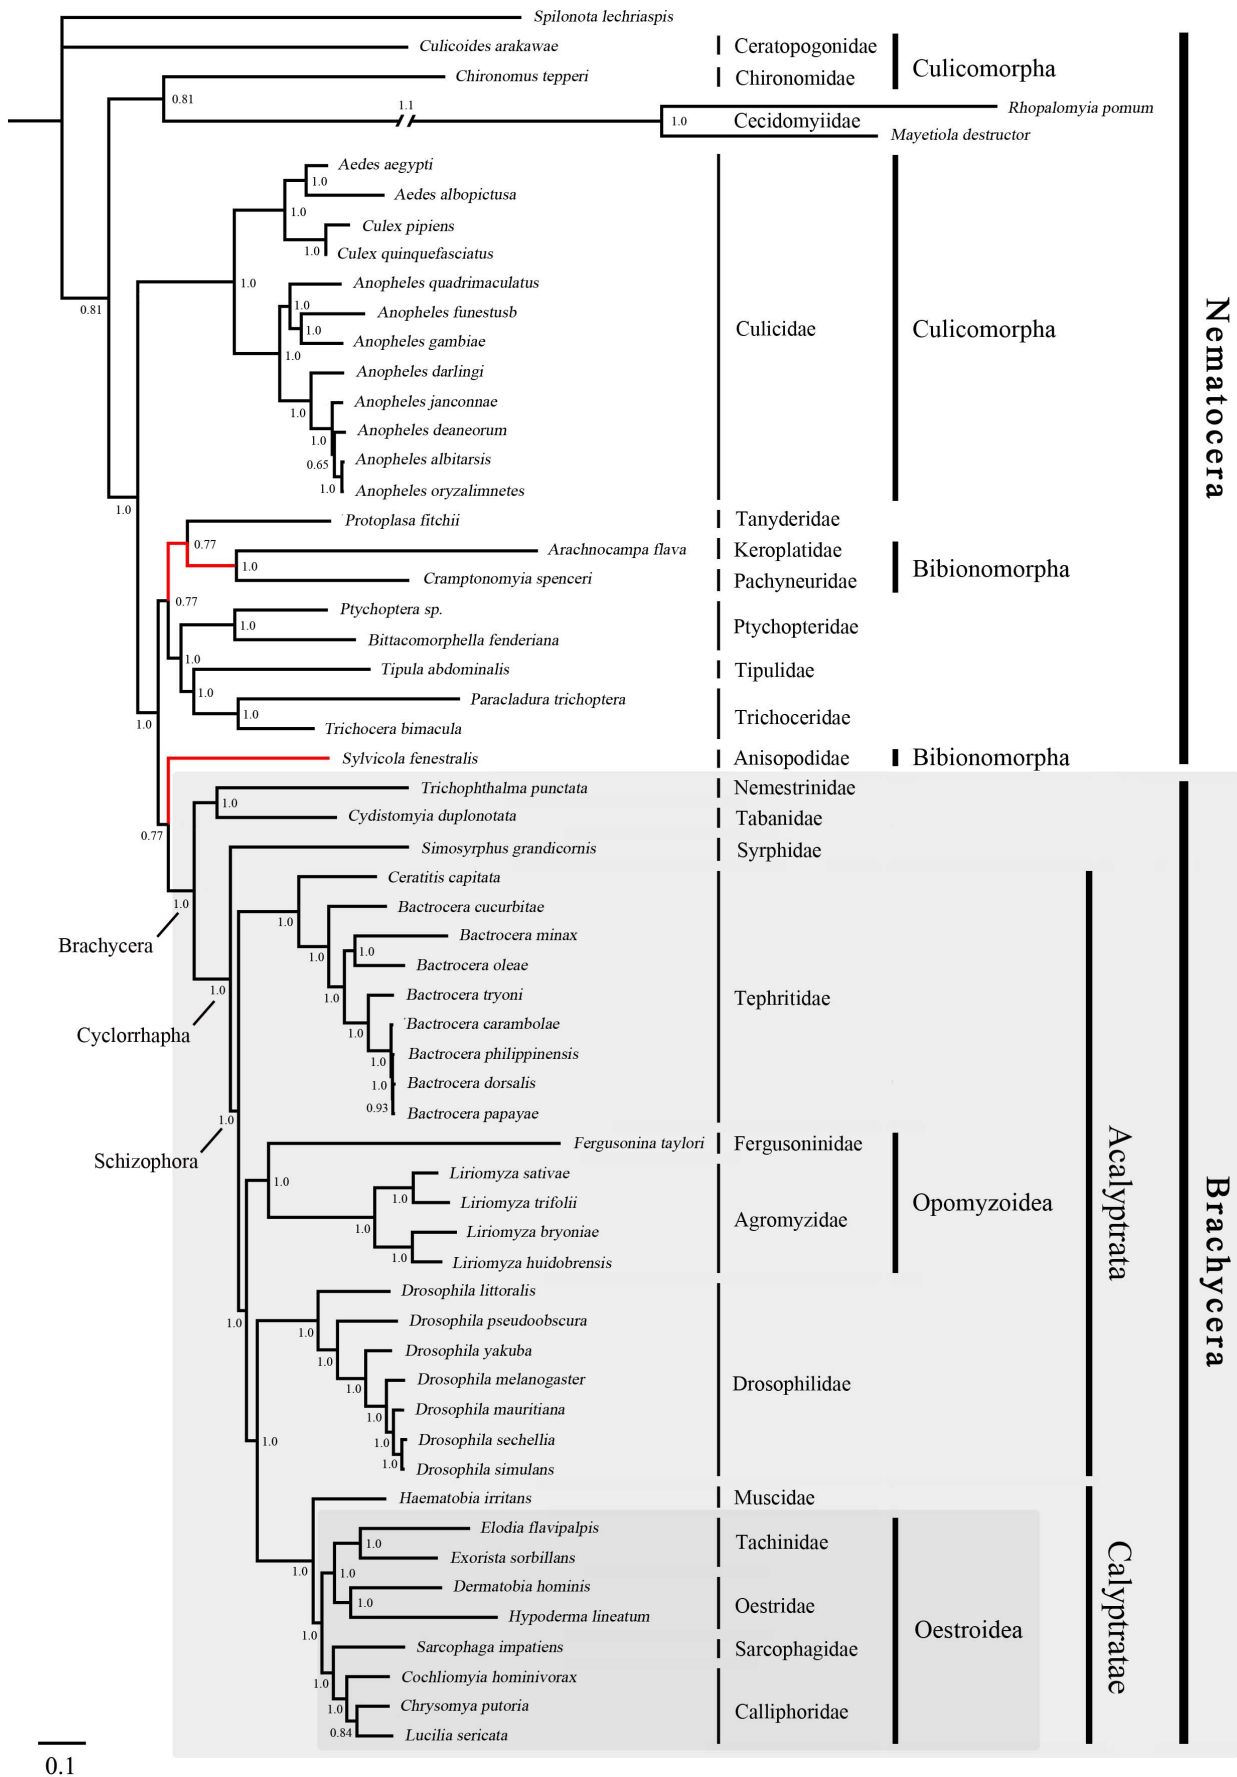 Spilonota lechriaspis
Culicoides arakawae
Ceratopogonidae
Culicomorpha
Chironomus tepperi
Chironomidae
0.81
1.1
Rhopalomyia pomum
1.0
Cecidomyiidae
Mayetiola destructor
Aedes aegypti
1.0
Aedes albopictusa
1.0
Culex pipiens
1.0
Culex quinquefasciatus
1.0
Anopheles quadrimaculatus
0.81
1.0
Anopheles funestusb
1.0
Culicidae
Culicomorpha
Nematocera
Anopheles gambiae
1.0
Anopheles darlingi
1.0
Anopheles janconnae
Anopheles deaneorum
1.0
Anopheles albitarsis
0.65
1.0
Anopheles oryzalimnetes
1.0
Protoplasa fitchii
Tanyderidae
0.77
Arachnocampa flava
Keroplatidae
1.0
Bibionomorpha
Cramptonomyia spenceri
Pachyneuridae
0.77
Ptychoptera sp.
1.0
Ptychopteridae
Bittacomorphella fenderiana
1.0
Tipula abdominalis
Tipulidae
1.0
Paracladura trichoptera
1.0
1.0
Trichoceridae
Trichocera bimacula
Sylvicola fenestralis
Anisopodidae
Bibionomorpha
Trichophthalma punctata
Nemestrinidae
1.0
Cydistomyia duplonotata
Tabanidae
0.77
Simosyrphus grandicornis
Syrphidae
Ceratitis capitata
1.0
Brachycera
Bactrocera cucurbitae
1.0
Bactrocera minax
1.0
1.0
Bactrocera oleae
1.0
1.0
Bactrocera tryoni
Tephritidae
Cyclorrhapha
Bactrocera carambolae
1.0
Bactrocera philippinensis
1.0
Bactrocera dorsalis
1.0
0.93
Bactrocera papayae
1.0
Schizophora
Fergusonina taylori
Fergusoninidae
Liriomyza sativae
1.0
1.0
Liriomyza trifolii
Opomyzoidea
Acalyptrata
Agromyzidae
1.0
Liriomyza bryoniae
1.0
Liriomyza huidobrensis
Brachycera
Drosophila littoralis
1.0
1.0
Drosophila pseudoobscura
1.0
Drosophila yakuba
1.0
Drosophila melanogaster
Drosophilidae
1.0
Drosophila mauritiana
1.0
1.0
Drosophila sechellia
1.0
Drosophila simulans
Haematobia irritans
Muscidae
Elodia flavipalpis
1.0
Tachinidae
Exorista sorbillans
1.0
1.0
Dermatobia hominis
1.0
Oestridae
Hypoderma lineatum
Oestroidea
Calyptratae
1.0
Sarcophaga impatiens
Sarcophagidae
1.0
Cochliomyia hominivorax
1.0
Chrysomya putoria
Calliphoridae
0.84
Lucilia sericata
0.1